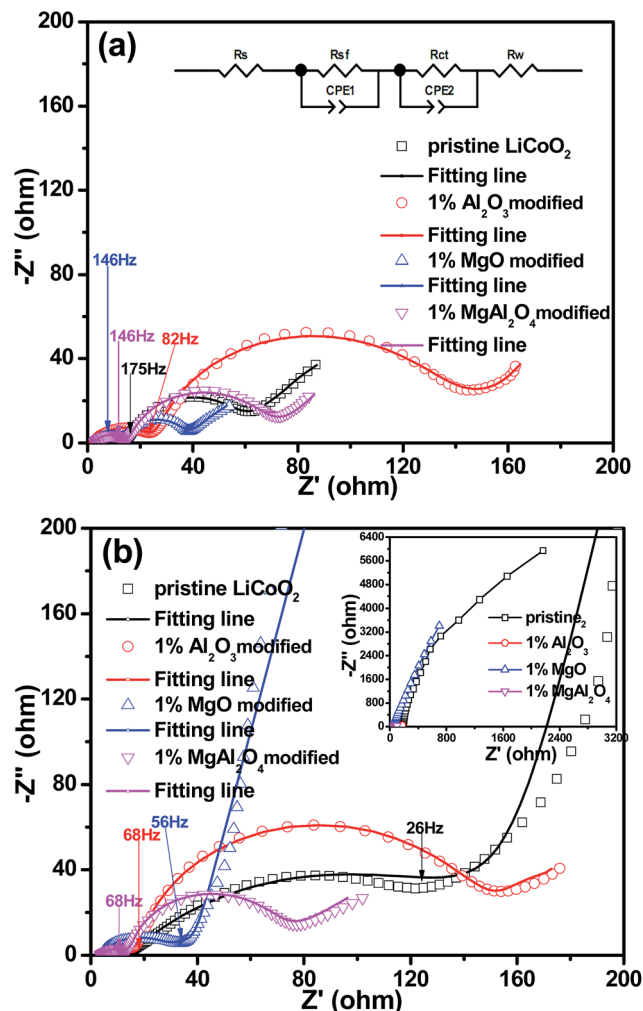 (a)
Rs Rsf Rct Rw
CPE1 CPE2
pristine LiCoO₂
Fitting line
1% Al₂O₃modified
Fitting line
1% MgO modified
Fitting line
1% MgAl₂O₄modified
Fitting line
146Hz
146Hz
175Hz
82Hz
200
160
120
80
40
0
-Z'' (ohm)
0 40 80 120 160 200
Z' (ohm)
(b)
pristine LiCoO₂
Fitting line
1% Al₂O₃modified
Fitting line
1% MgO modified
Fitting line
1% MgAl₂O₄modified
Fitting line
68Hz
56Hz
68Hz
26Hz
200
160
120
80
40
0
-Z'' (ohm)
0 40 80 120 160 200
Z' (ohm)
6400
5600
4800
4000
3200
2400
1600
800
0
-Z'' (ohm)
pristine₂
1% Al₂O₃
1% MgO
1% MgAl₂O₄
0 800 1600 2400 3200
Z' (ohm)